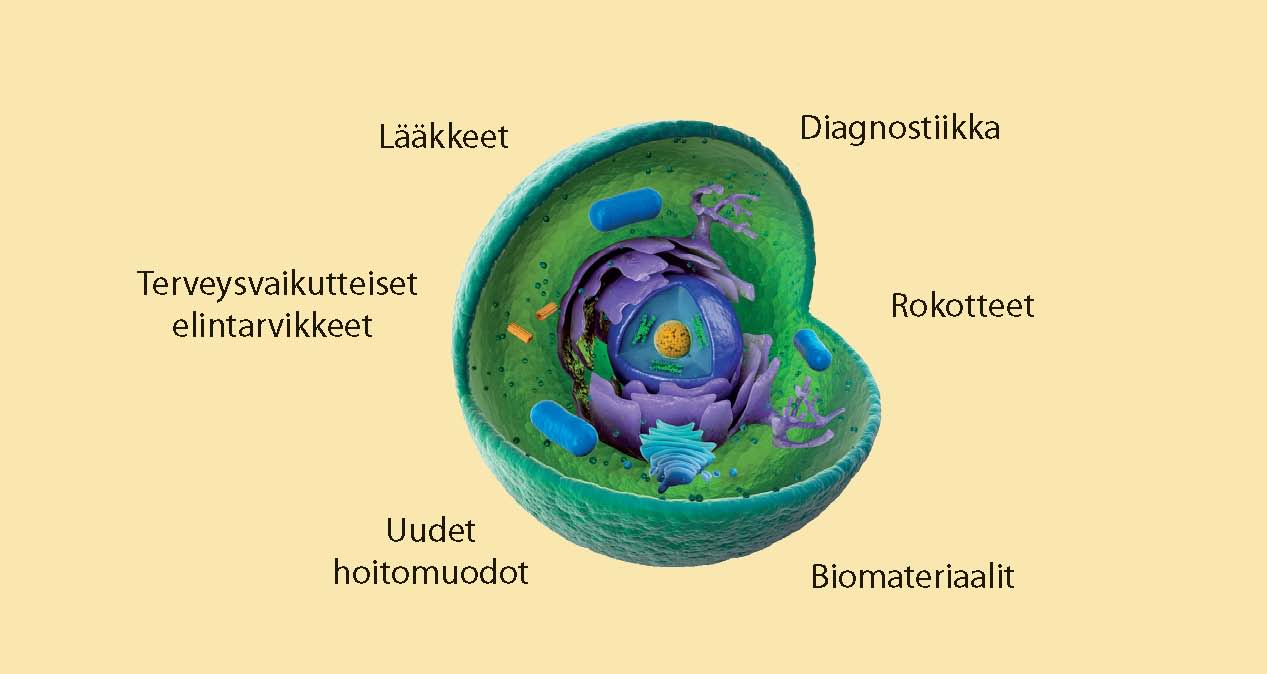 Lääkkeet
Diagnostiikka
Terveysvaikutteiset
elintarvikkeet
Rokotteet
Uudet
hoitomuodot
Biomateriaalit